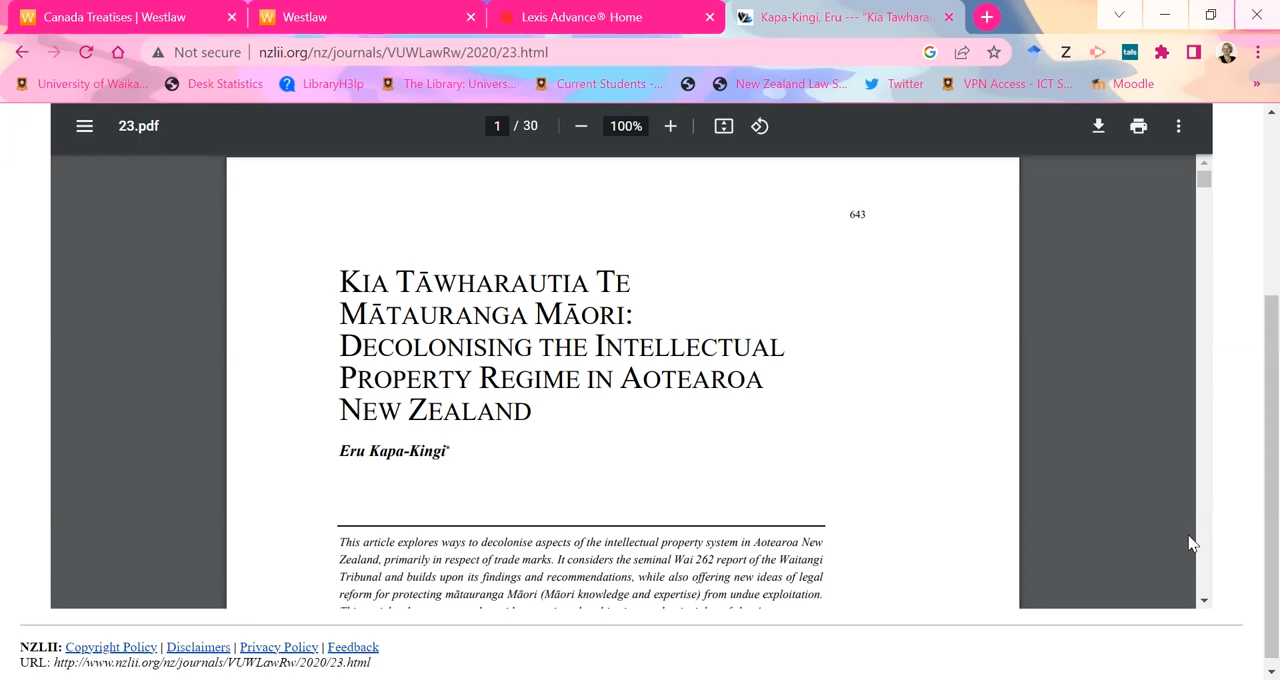 Canada Treatises | Westlaw
Westlaw
Lexis Advance® Home
Kapa-Kingi, Eru --- "Kia Tawhara
Not secure
nzlii.org/nz/journals/VUWLawRw/2020/23.html
University of Waika...
Desk Statistics
LibraryH3lp
The Library: Univers...
Current Students -...
New Zealand Law S...
Twitter
VPN Access - ICT S...
Moodle
»
23.pdf
1 / 30
100%
643
KIA TĀWHARAUTIA TE
MĀTAURANGA MĀORI:
DECOLONISING THE INTELLECTUAL
PROPERTY REGIME IN AOTEAROA
NEW ZEALAND
Eru Kapa-Kingi*
This article explores ways to decolonise aspects of the intellectual property system in Aotearoa New
Zealand, primarily in respect of trade marks. It considers the seminal Wai 262 report of the Waitangi
Tribunal and builds upon its findings and recommendations, while also offering new ideas of legal
reform for protecting mātauranga Māori (Māori knowledge and expertise) from undue exploitation.
NZLII: Copyright Policy | Disclaimers | Privacy Policy | Feedback
URL: http://www.nzlii.org/nz/journals/VUWLawRw/2020/23.html